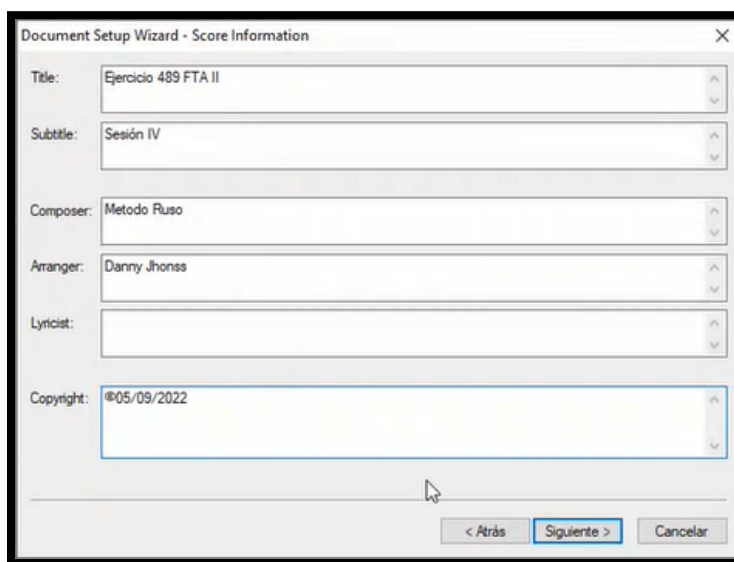 Document Setup Wizard - Score Information
Title: Ejercicio 489 FTA II
Subtitle: Sesión IV
Composer: Metodo Ruso
Arranger: Danny Jhonss
Lyricist:
Copyright: ©05/09/2022
< Atrás Siguiente > Cancelar